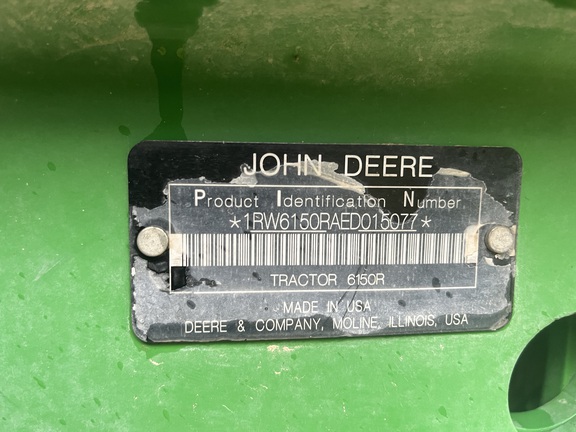 JOHN DEERE
Product Identification Number
*1RW6150RAED015077*
TRACTOR 6150R
MADE IN USA
DEERE & COMPANY, MOLINE, ILLINOIS, USA